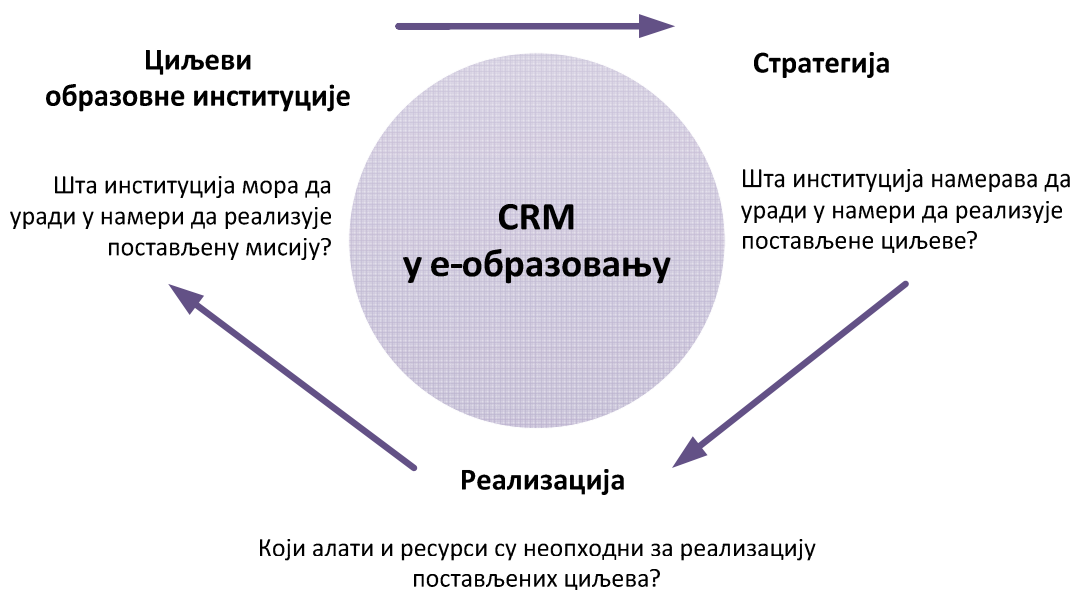 Циљеви
образовне институције
Шта институција мора да
уради у намери да реализује
постављену мисију?
CRM
у е-образовању
Стратегија
Шта институција намерава да
уради у намери да реализује
постављене циљеве?
Реализација
Који алати и ресурси су неопходни за реализацију
постављених циљева?